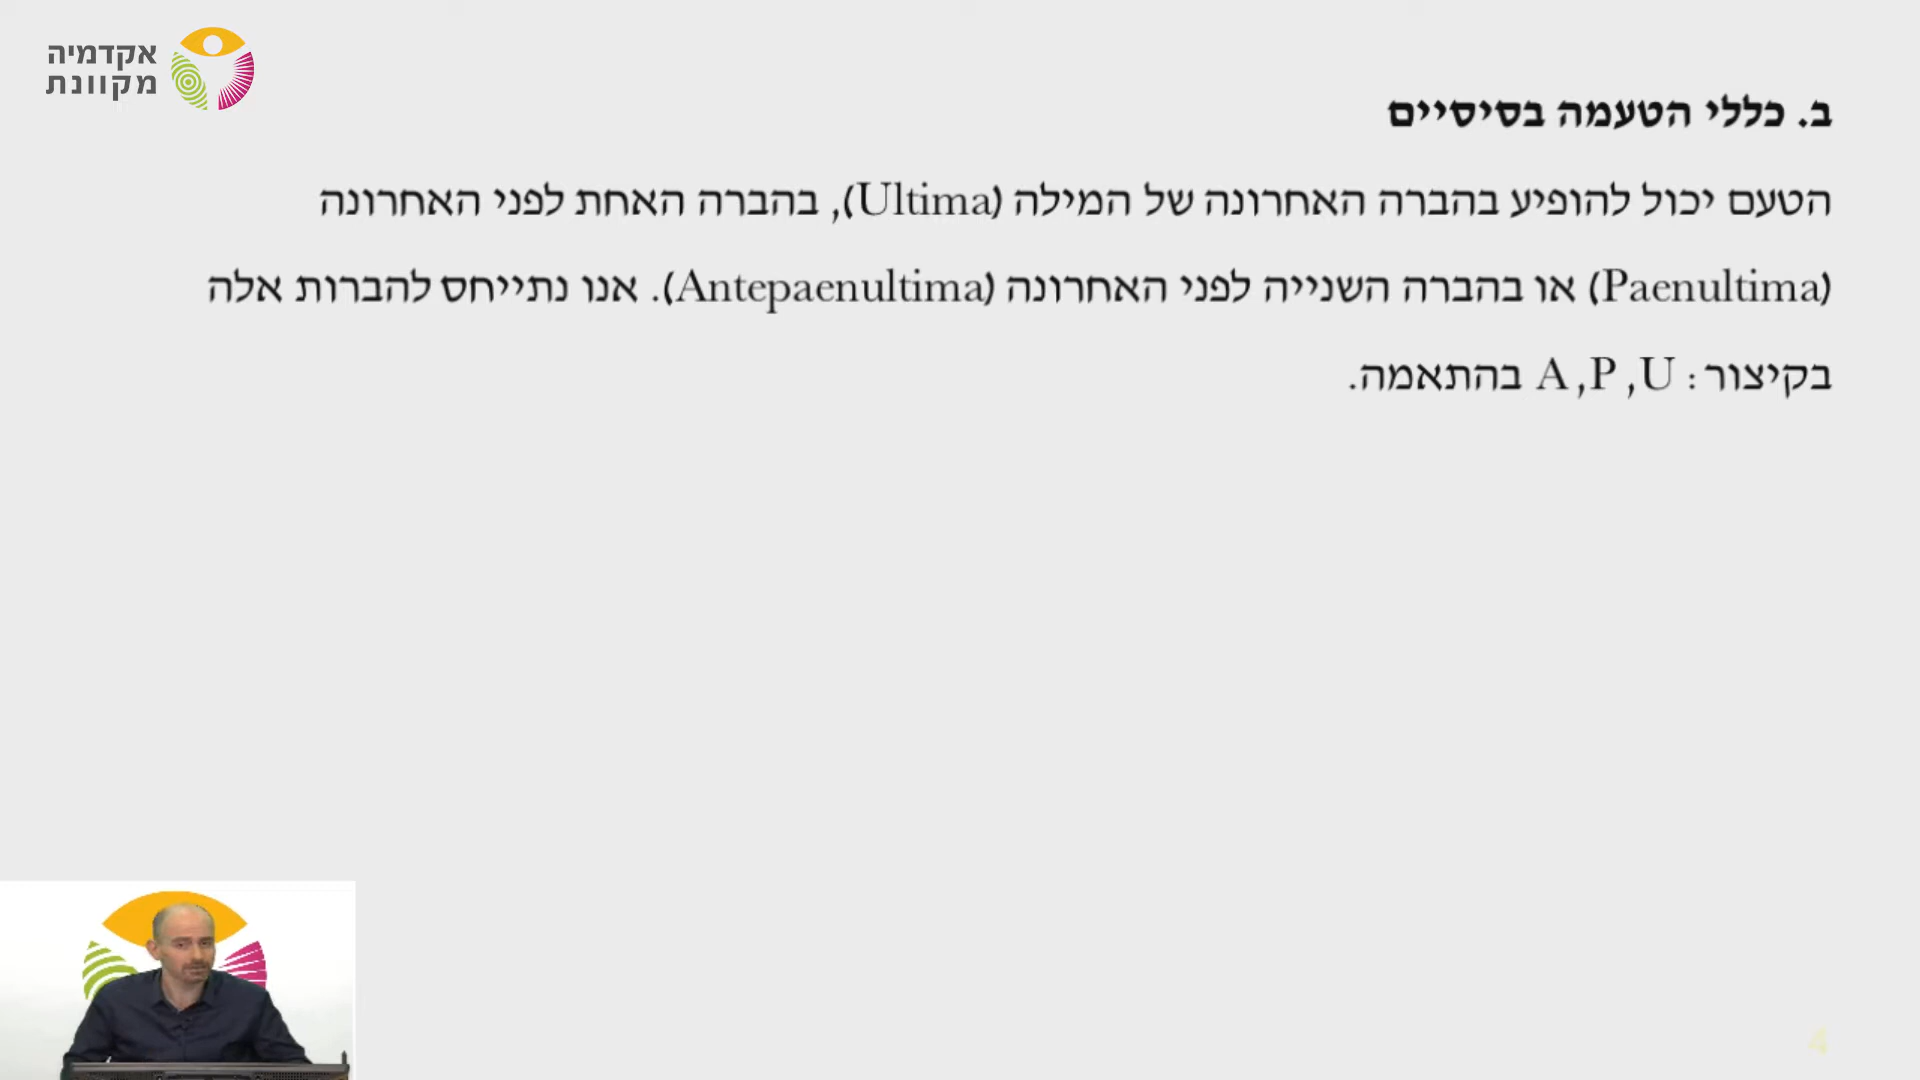 אקדמיה
מקוונת
ב. כללי הטעמה בסיסיים
הטעם יכול להופיע בהברה האחרונה של המילה (Ultima), בהברה האחת לפני האחרונה
(Paenultima) או בהברה השנייה לפני האחרונה (Antepaenultima). אנו נתייחס להברות אלה
בקיצור: A ,P ,U בהתאמה.
4